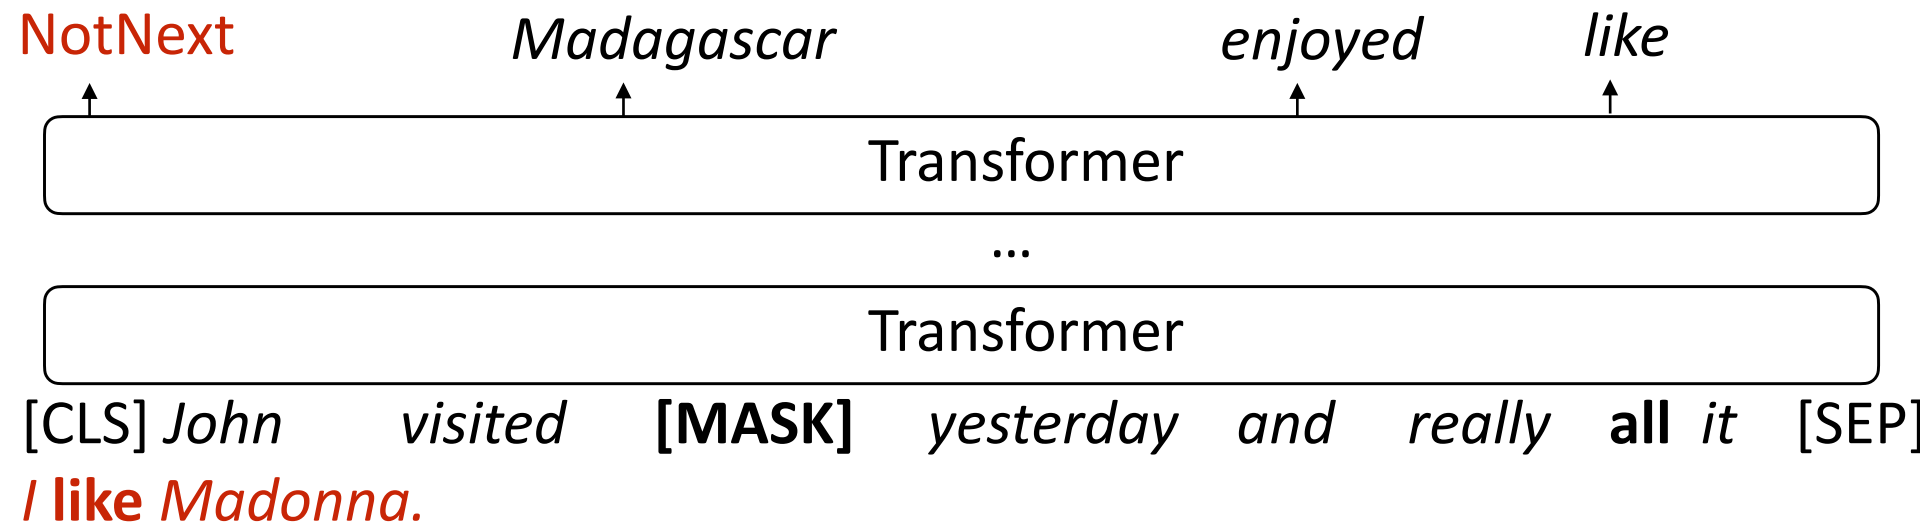 NotNext Madagascar enjoyed like
Transformer
...
Transformer
[CLS] John visited [MASK] yesterday and really all it [SEP]
I like Madonna.